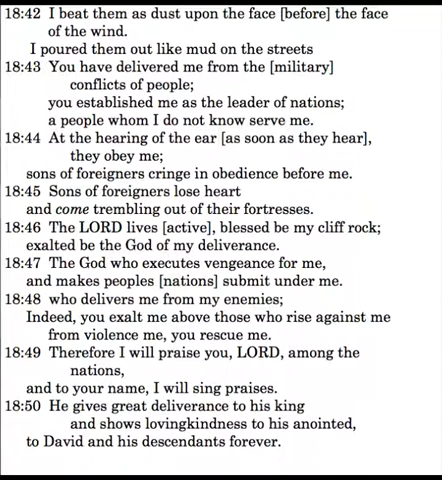 18:42 I beat them as dust upon the face [before] the face
of the wind.
I poured them out like mud on the streets
18:43 You have delivered me from the [military]
conflicts of people;
you established me as the leader of nations;
a people whom I do not know serve me.
18:44 At the hearing of the ear [as soon as they hear],
they obey me;
sons of foreigners cringe in obedience before me.
18:45 Sons of foreigners lose heart
and come trembling out of their fortresses.
18:46 The LORD lives [active], blessed be my cliff rock;
exalted be the God of my deliverance.
18:47 The God who executes vengeance for me,
and makes peoples [nations] submit under me.
18:48 who delivers me from my enemies;
Indeed, you exalt me above those who rise against me
from violence me, you rescue me.
18:49 Therefore I will praise you, LORD, among the
nations,
and to your name, I will sing praises.
18:50 He gives great deliverance to his king
and shows lovingkindness to his anointed,
to David and his descendants forever.